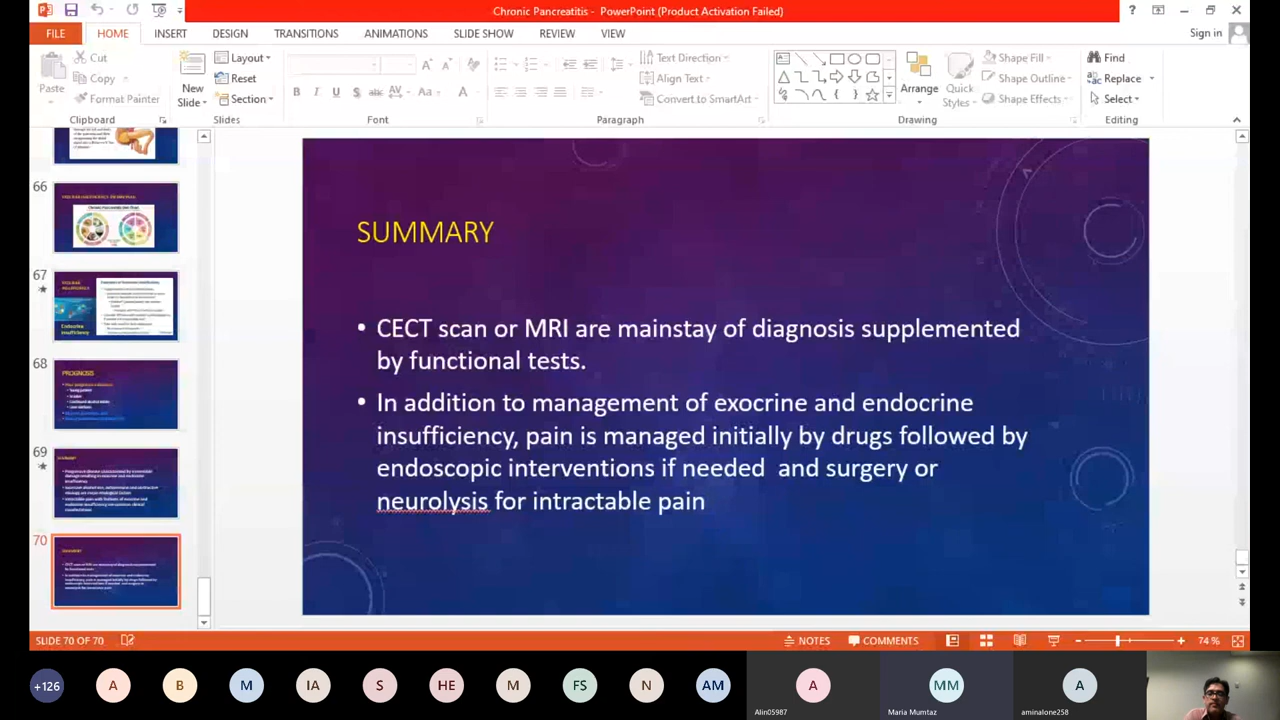 Chronic Pancreatitis - PowerPoint (Product Activation Failed)
?
FILE HOME INSERT DESIGN TRANSITIONS ANIMATIONS SLIDE SHOW REVIEW VIEW Sign in
Paste
Cut
Copy
Format Painter
Clipboard
New
Slide
Layout
Reset
Section
Slides
B I U S abc AV Aa A
Font
Text Direction
Align Text
Convert to SmartArt
Paragraph
Arrange
Quick
Styles
Shape Fill
Shape Outline
Shape Effects
Drawing
Find
Replace
Select
Editing
66
67
Endocrine
insufficiency
68
PROGNOSIS
69
70
SUMMARY
• CECT scan or MRI are mainstay of diagnosis supplemented
by functional tests.
• In addition to management of exocrine and endocrine
insufficiency, pain is managed initially by drugs followed by
endoscopic interventions if needed and surgery or
neurolysis for intractable pain
SLIDE 70 OF 70 NOTES COMMENTS 74 %
+126 A B M IA S HE M FS N AM A MM A
Alin05987 Maria Mumtaz aminalone258